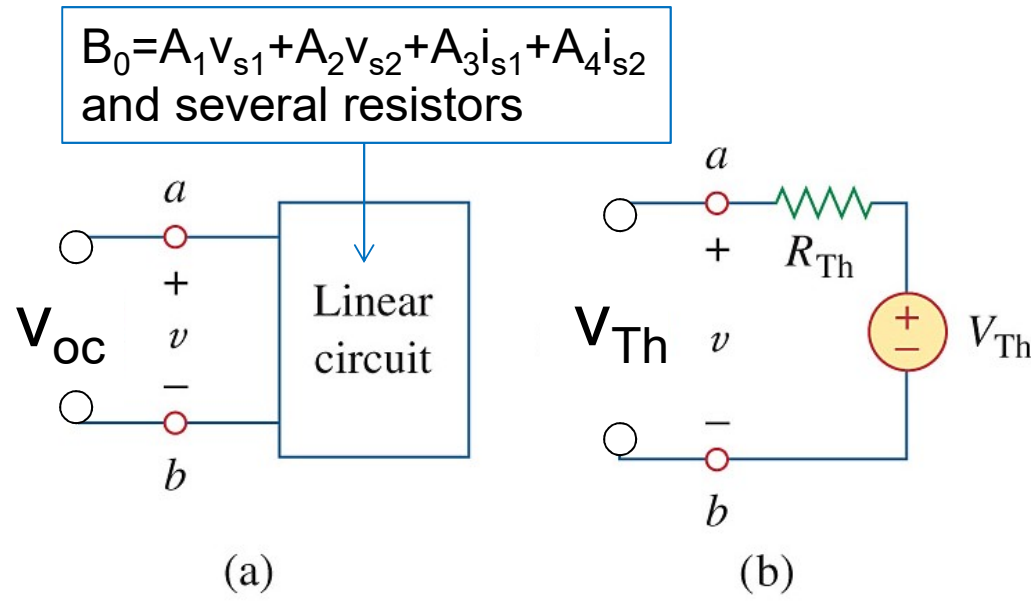 B₀=A₁vₛ₁+A₂vₛ₂+A₃iₛ₁+A₄iₛ₂
and several resistors
a
+
v
−
b
Voc
Linear
circuit
(a)
a
+
v
−
b
VTh
RTh
+
−
VTh
(b)